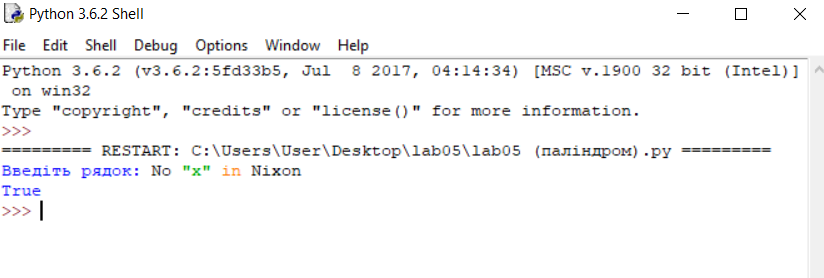 Python 3.6.2 Shell
File Edit Shell Debug Options Window Help
Python 3.6.2 (v3.6.2:5fd33b5, Jul  8 2017, 04:14:34) [MSC v.1900 32 bit (Intel)]
 on win32
Type "copyright", "credits" or "license()" for more information.
>>>
========= RESTART: C:\Users\User\Desktop\lab05\lab05 (паліндром).py =========
Введіть рядок: No "x" in Nixon
True
>>>